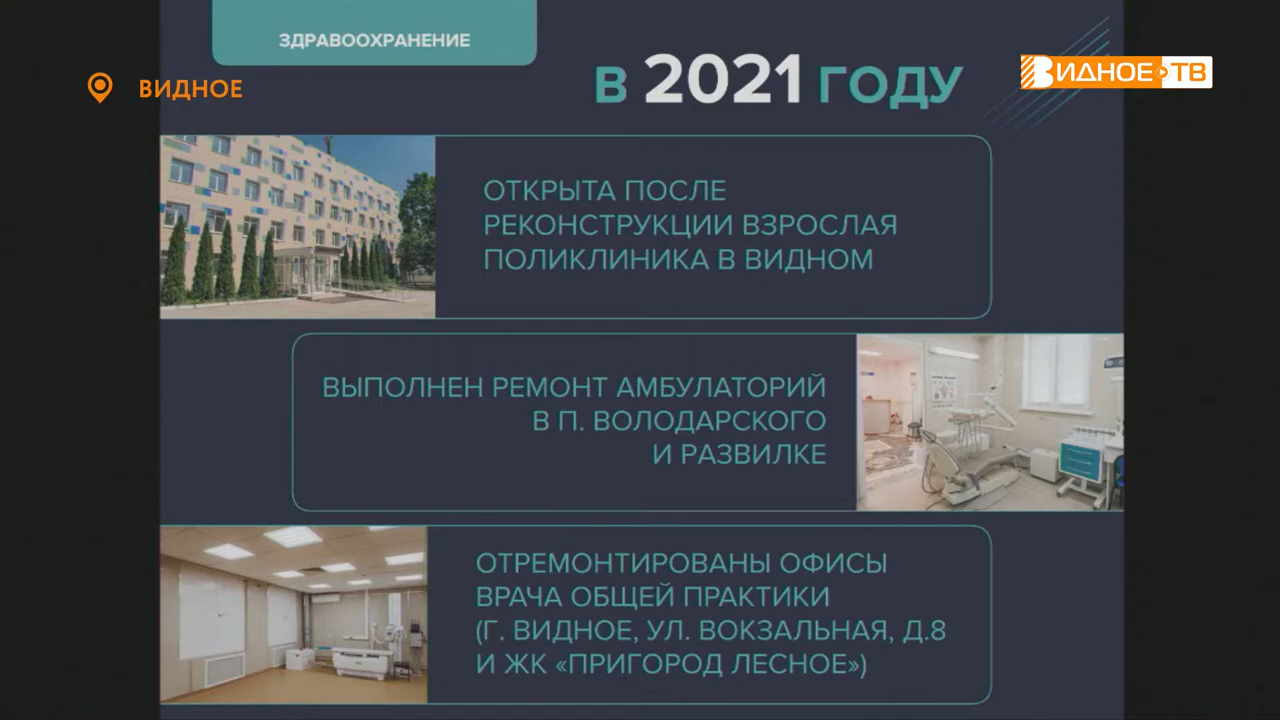 ЗДРАВООХРАНЕНИЕ
ВИДНОЕ
В 2021 ГОДУ
ВИДНОЕ ТВ
ОТКРЫТА ПОСЛЕ
РЕКОНСТРУКЦИИ ВЗРОСЛАЯ
ПОЛИКЛИНИКА В ВИДНОМ
ВЫПОЛНЕН РЕМОНТ АМБУЛАТОРИЙ
В П. ВОЛОДАРСКОГО
И РАЗВИЛКЕ
ОТРЕМОНТИРОВАНЫ ОФИСЫ
ВРАЧА ОБЩЕЙ ПРАКТИКИ
(Г. ВИДНОЕ, УЛ. ВОКЗАЛЬНАЯ, Д.8
И ЖК «ПРИГОРОД ЛЕСНОЕ»)